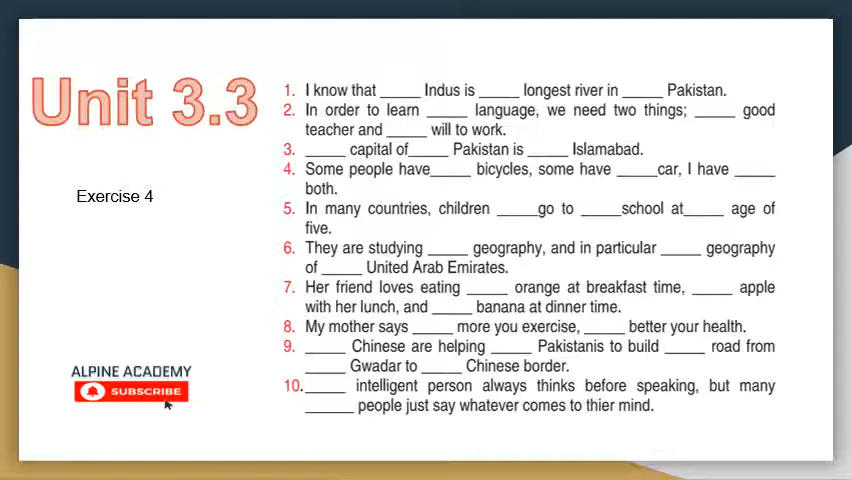 Unit 3.3
Exercise 4
1. I know that _____ Indus is _____ longest river in _____ Pakistan.
2. In order to learn _____ language, we need two things; _____ good
teacher and _____ will to work.
3. _____ capital of_____ Pakistan is _____ Islamabad.
4. Some people have_____ bicycles, some have _____car, I have _____
both.
5. In many countries, children _____go to _____school at_____ age of
five.
6. They are studying _____ geography, and in particular _____ geography
of _____ United Arab Emirates.
7. Her friend loves eating _____ orange at breakfast time, _____ apple
with her lunch, and _____ banana at dinner time.
8. My mother says _____ more you exercise, _____ better your health.
9. _____ Chinese are helping _____ Pakistanis to build _____ road from
_____ Gwadar to _____ Chinese border.
10. _____ intelligent person always thinks before speaking, but many
______ people just say whatever comes to thier mind.
ALPINE ACADEMY
SUBSCRIBE